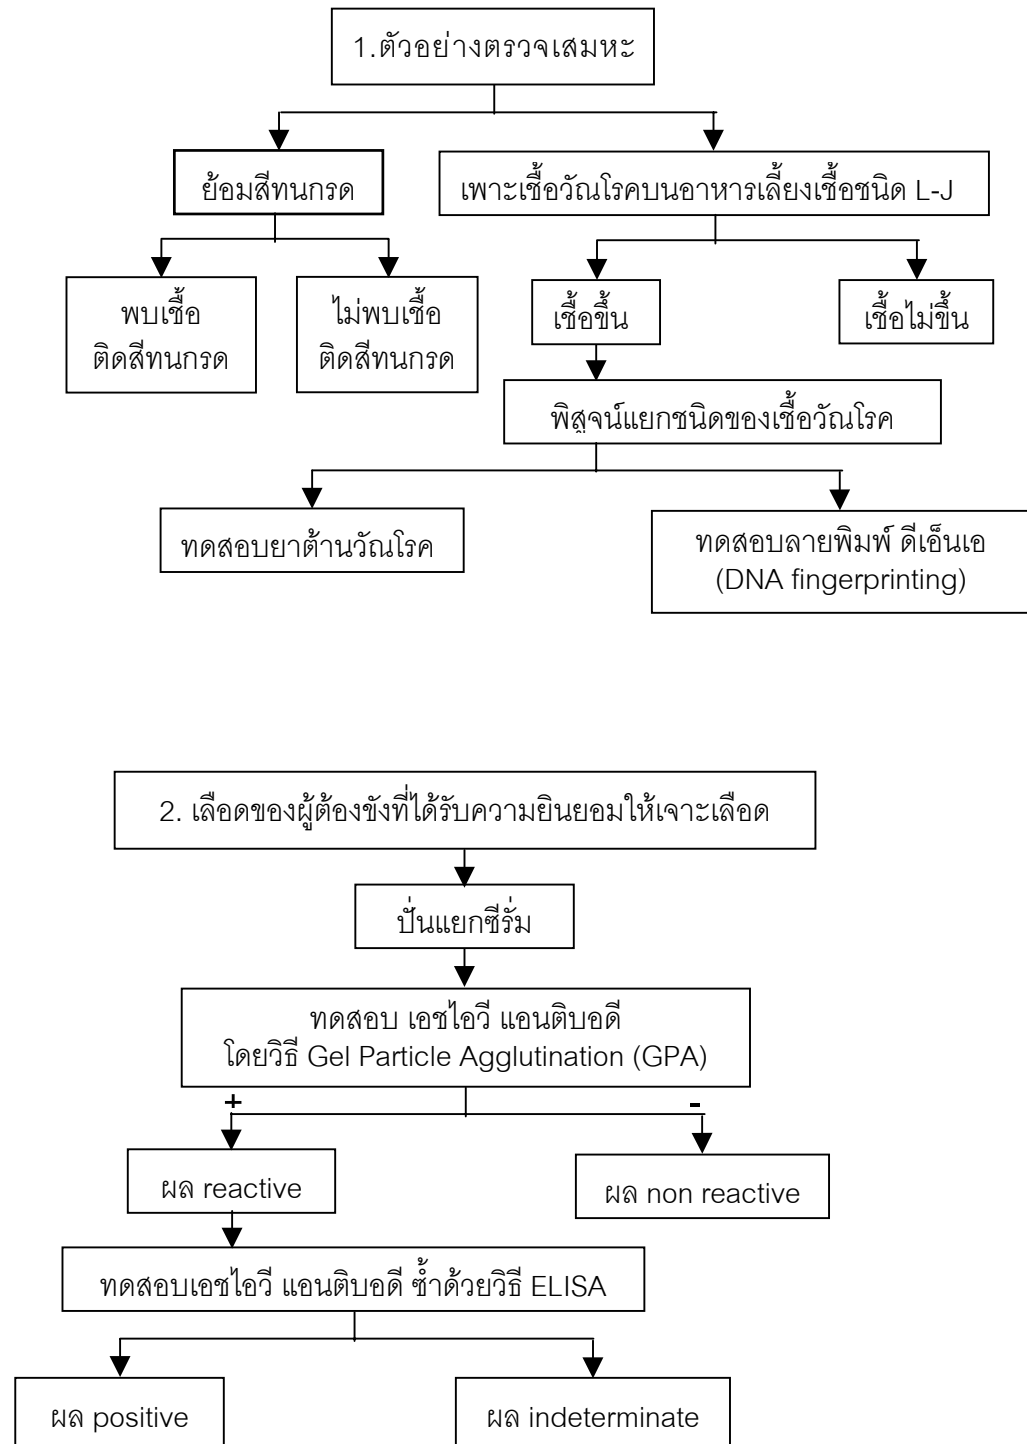 1.ตัวอย่างตรวจเสมหะ
ย้อมสีทนกรด
เพาะเชื้อวัณโรคบนอาหารเลี้ยงเชื้อชนิด L-J
พบเชื้อ
ติดสีทนกรด
ไม่พบเชื้อ
ติดสีทนกรด
เชื้อขึ้น
เชื้อไม่ขึ้น
พิสูจน์แยกชนิดของเชื้อวัณโรค
ทดสอบยาต้านวัณโรค
ทดสอบลายพิมพ์ ดีเอ็นเอ
(DNA fingerprinting)
2. เลือดของผู้ต้องขังที่ได้รับความยินยอมให้เจาะเลือด
ปั่นแยกซีรั่ม
ทดสอบ เอชไอวี แอนติบอดี
โดยวิธี Gel Particle Agglutination (GPA)
+
-
ผล reactive
ผล non reactive
ทดสอบเอชไอวี แอนติบอดี ซ้ำด้วยวิธี ELISA
ผล positive
ผล indeterminate